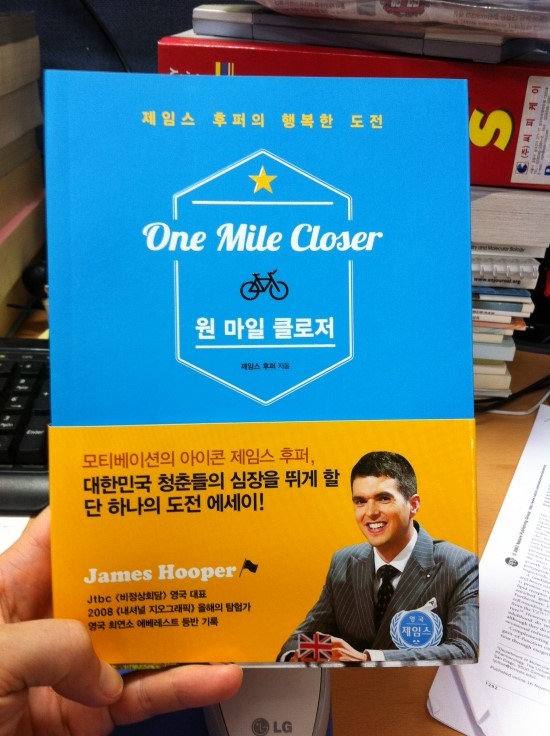 제임스 후퍼의 행복한 도전
One Mile Closer
원 마일 클로저
제임스 후퍼 지음
모티베이션의 아이콘 제임스 후퍼,
대한민국 청춘들의 심장을 뛰게 할
단 하나의 도전 에세이!
James Hooper
Jtbc 〈비정상회담〉 영국 대표
2008 〈내셔널 지오그래픽〉 올해의 탐험가
영국 최연소 에베레스트 등반 기록
영국
제임스
LG
S
(주)씨피케이